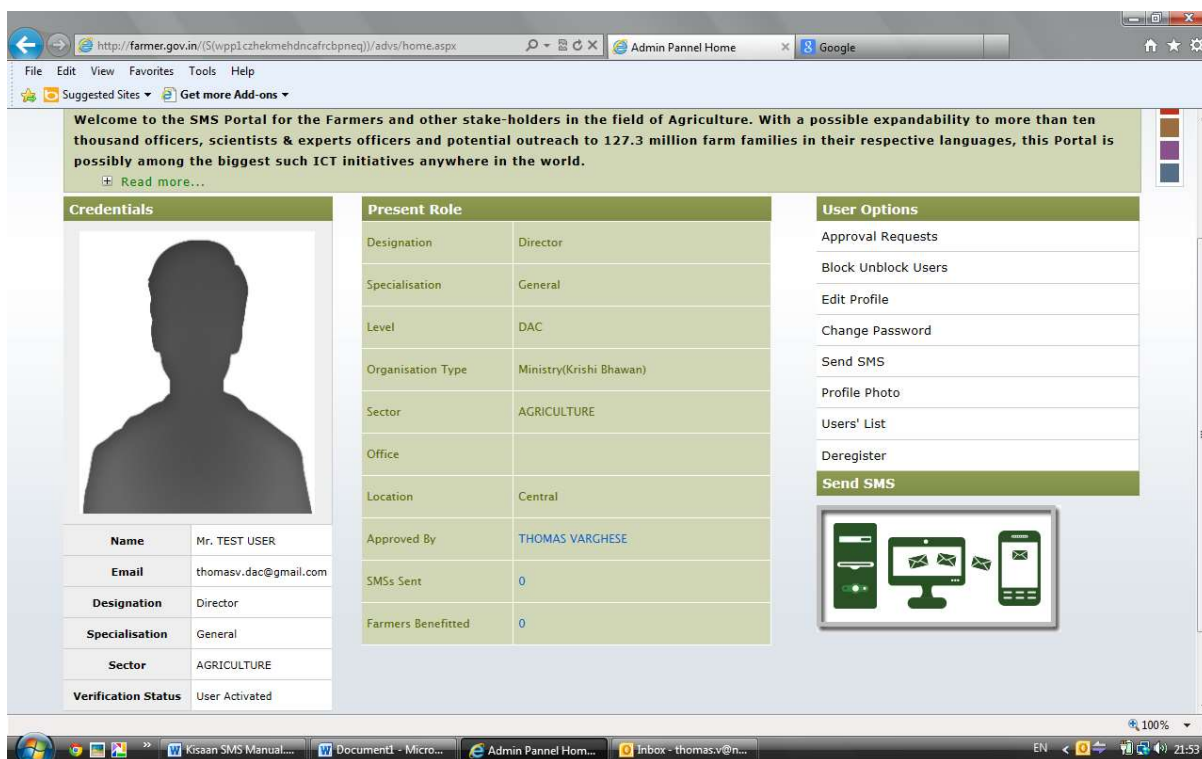 http://farmer.gov.in/(S(wpp1czhekmehdncafrcbpneq))/advs/home.aspx
Admin Pannel Home
Google
File Edit View Favorites Tools Help
Suggested Sites Get more Add-ons
Welcome to the SMS Portal for the Farmers and other stake-holders in the field of Agriculture. With a possible expandability to more than ten
thousand officers, scientists & experts officers and potential outreach to 127.3 million farm families in their respective languages, this Portal is
possibly among the biggest such ICT initiatives anywhere in the world.
Read more...
Credentials
Name Mr. TEST USER
Email thomasv.dac@gmail.com
Designation Director
Specialisation General
Sector AGRICULTURE
Verification Status User Activated
Present Role
Designation Director
Specialisation General
Level DAC
Organisation Type Ministry(Krishi Bhawan)
Sector AGRICULTURE
Office
Location Central
Approved By THOMAS VARGHESE
SMSs Sent 0
Farmers Benefitted 0
User Options
Approval Requests
Block Unblock Users
Edit Profile
Change Password
Send SMS
Profile Photo
Users' List
Deregister
Send SMS
100%
Kisaan SMS Manual.... Document1 - Micro... Admin Pannel Hom... Inbox - thomas.v@n... EN 21:53